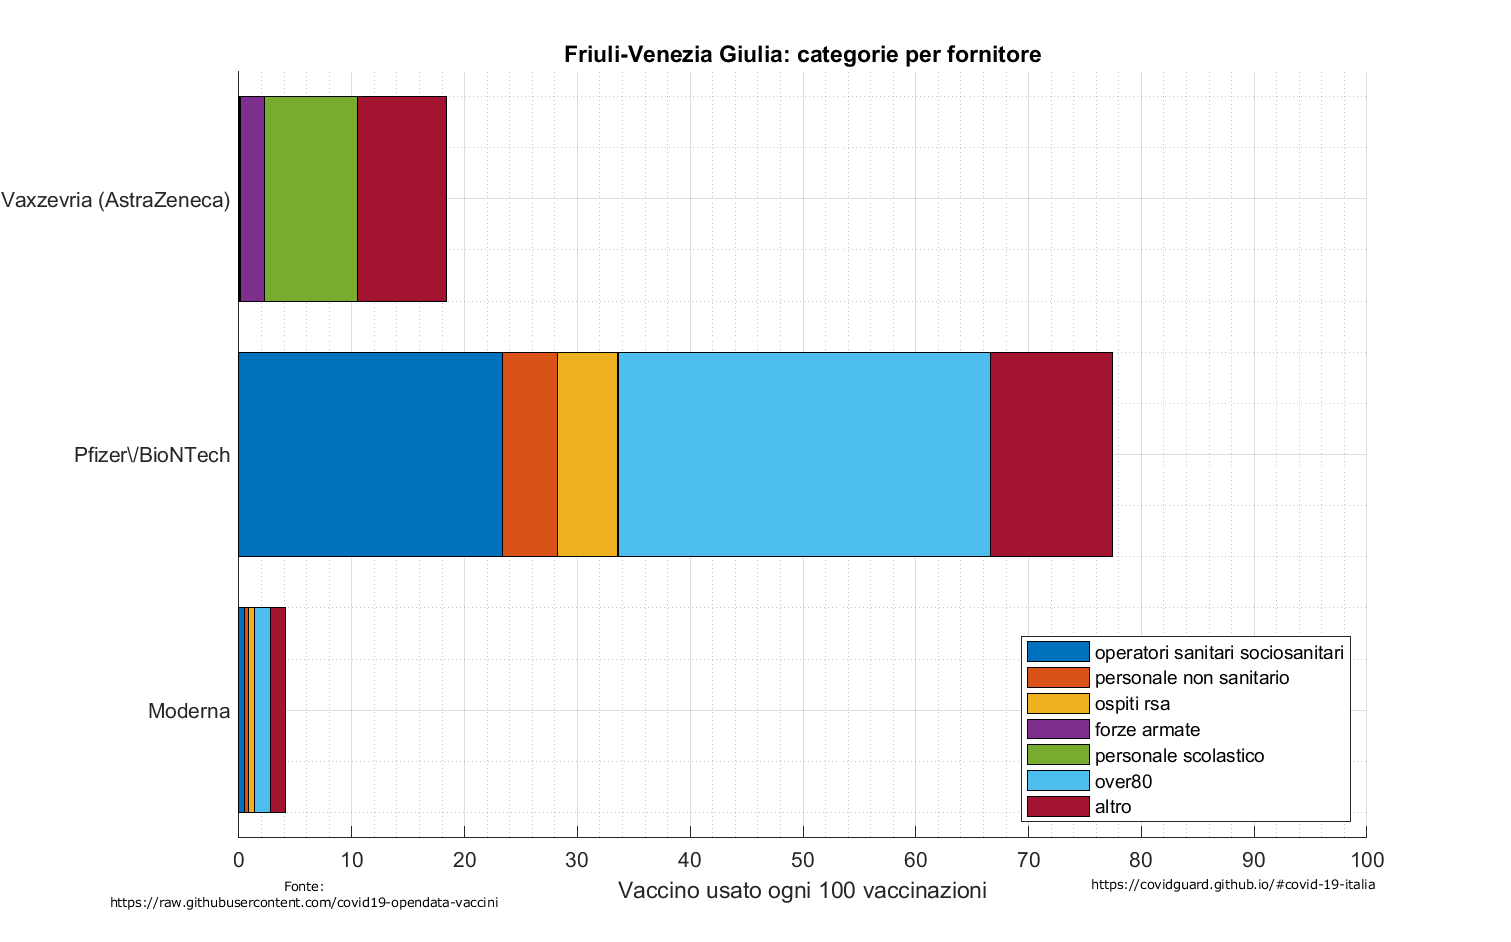 Friuli-Venezia Giulia: categorie per fornitore
Vaxzevria (AstraZeneca)
Pfizer\/BioNTech
Moderna
operatori sanitari sociosanitari
personale non sanitario
ospiti rsa
forze armate
personale scolastico
over80
altro
0 10 20 30 40 50 60 70 80 90 100
Vaccino usato ogni 100 vaccinazioni
Fonte:
https://raw.githubusercontent.com/covid19-opendata-vaccini
https://covidguard.github.io/#covid-19-italia